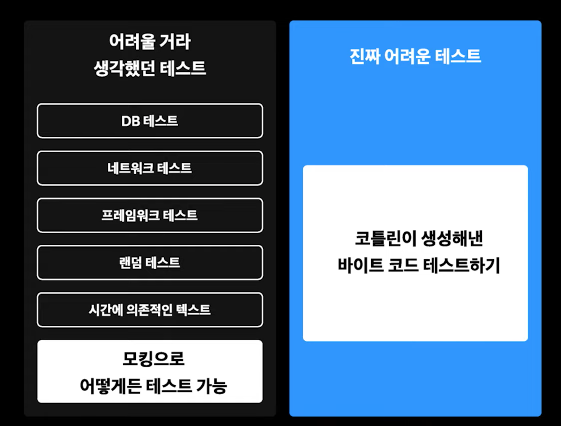 어려울 거라
생각했던 테스트
DB 테스트
네트워크 테스트
프레임워크 테스트
랜덤 테스트
시간에 의존적인 텍스트
모킹으로
어떻게든 테스트 가능
진짜 어려운 테스트
코틀린이 생성해낸
바이트 코드 테스트하기